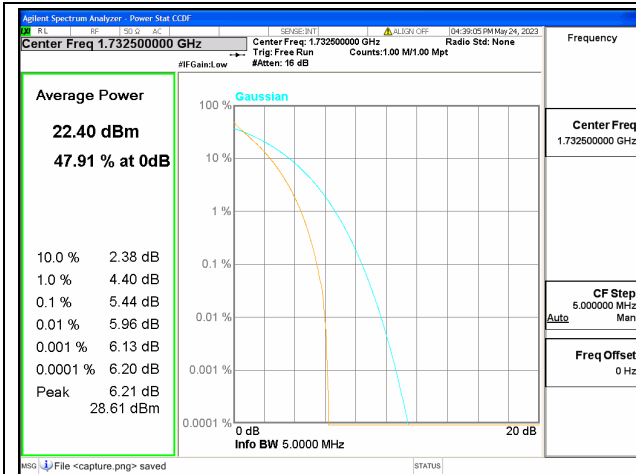 Agilent Spectrum Analyzer - Power Stat CCDF
RL RF 50 Ω AC SENSE:INT ALIGN OFF 04:39:05 PM May 24, 2023
Center Freq 1.732500000 GHz
Center Freq: 1.732500000 GHz Radio Std: None
Trig: Free Run Counts:1.00 M/1.00 Mpt
#IFGain:Low #Atten: 16 dB
Frequency
Average Power
22.40 dBm
47.91 % at 0dB
10.0 % 2.38 dB
1.0 % 4.40 dB
0.1 % 5.44 dB
0.01 % 5.96 dB
0.001 % 6.13 dB
0.0001 % 6.20 dB
Peak 6.21 dB
28.61 dBm
Gaussian
100 %
10 %
1 %
0.1 %
0.01 %
0.001 %
0.0001 %
0 dB 20 dB
Info BW 5.0000 MHz
Center Freq
1.732500000 GHz
CF Step
5.000000 MHz
Auto Man
Freq Offset
0 Hz
MSG File <capture.png> saved STATUS